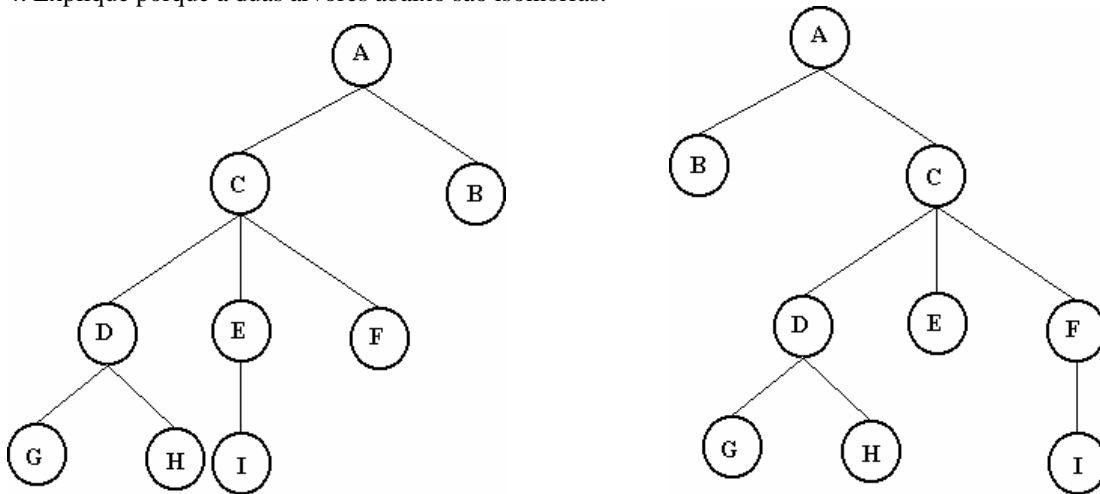 4. Explique porque a duas árvores abaixo são isomorfas.
A
A
B
C
C
B
D
E
F
D
E
F
G
H
I
G
H
I